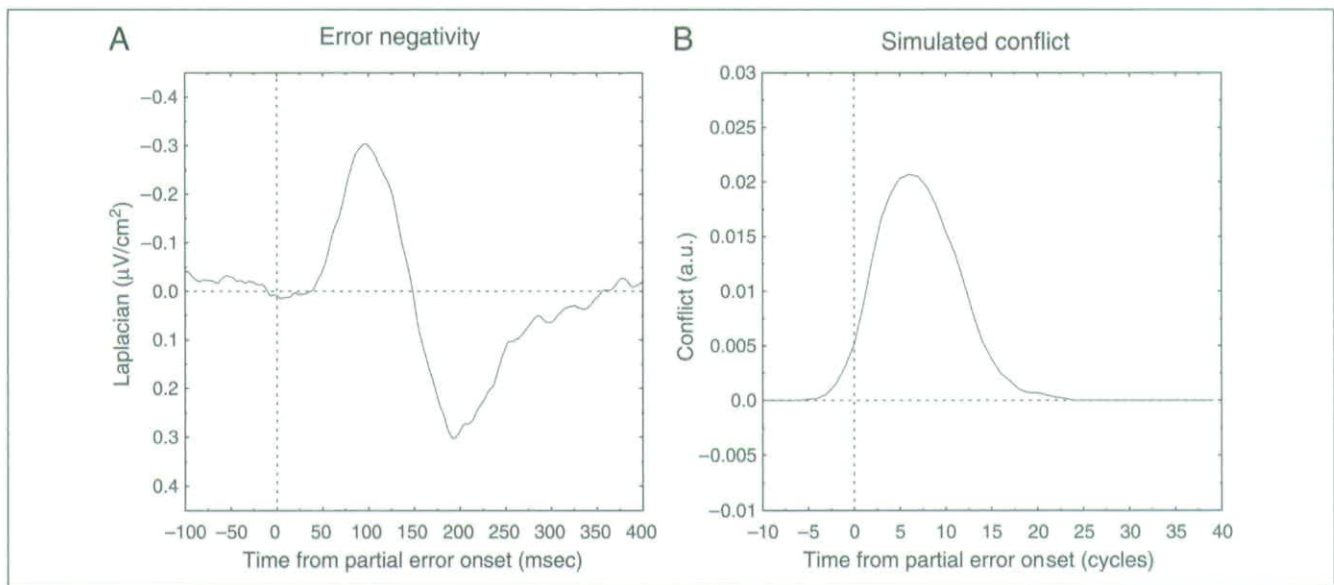 A
Error negativity
−0.4
−0.3
−0.2
−0.1
0.0
0.1
0.2
0.3
0.4
Laplacian (µV/cm²)
−100 −50 0 50 100 150 200 250 300 350 400
Time from partial error onset (msec)
B
Simulated conflict
0.03
0.025
0.02
0.015
0.01
0.005
0.0
−0.005
−0.01
Conflict (a.u.)
−10 −5 0 5 10 15 20 25 30 35 40
Time from partial error onset (cycles)